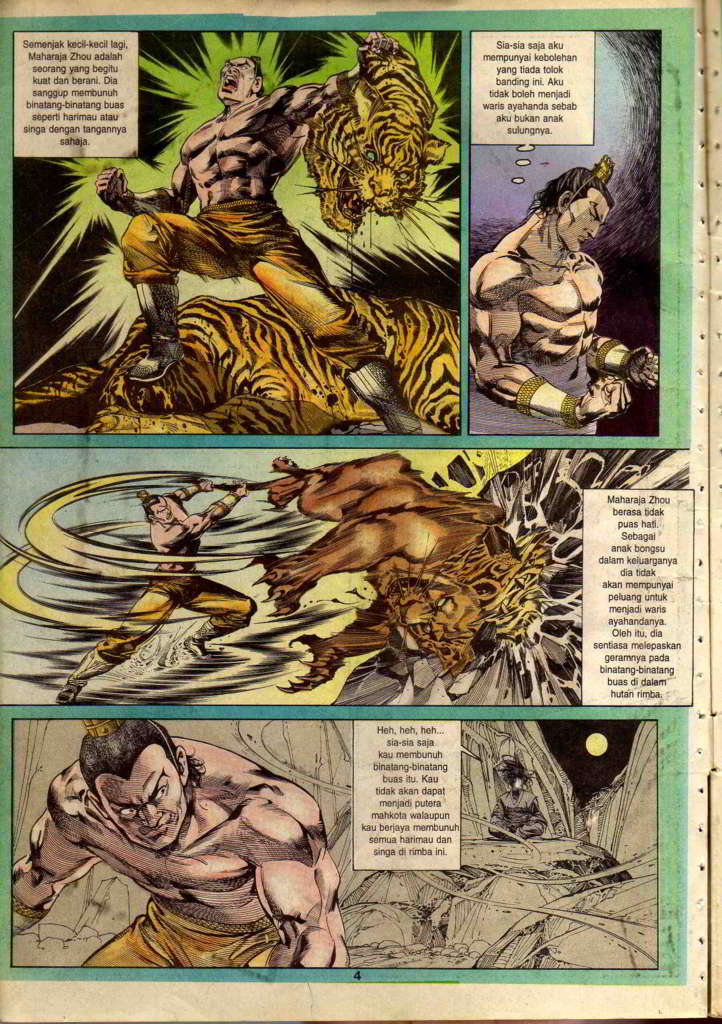 Semenjak kecil-kecil lagi,
Maharaja Zhou adalah
seorang yang begitu
kuat dan berani. Dia
sanggup membunuh
binatang-binatang buas
seperti harimau atau
singa dengan tangannya
sahaja.
Sia-sia saja aku
mempunyai kebolehan
yang tiada tolok
banding ini. Aku
tidak boleh menjadi
waris ayahanda sebab
aku bukan anak
sulungnya.
Maharaja Zhou
berasa tidak
puas hati.
Sebagai
anak bongsu
dalam keluarganya
dia tidak
akan mempunyai
peluang untuk
menjadi waris
ayahandanya.
Oleh itu, dia
sentiasa melepaskan
geramnya pada
binatang-binatang
buas di dalam
hutan rimba.
Heh, heh, heh...
sia-sia saja
kau membunuh
binatang-binatang
buas itu. Kau
tidak akan dapat
menjadi putera
mahkota walaupun
kau berjaya membunuh
semua harimau dan
singa di rimba ini.
4